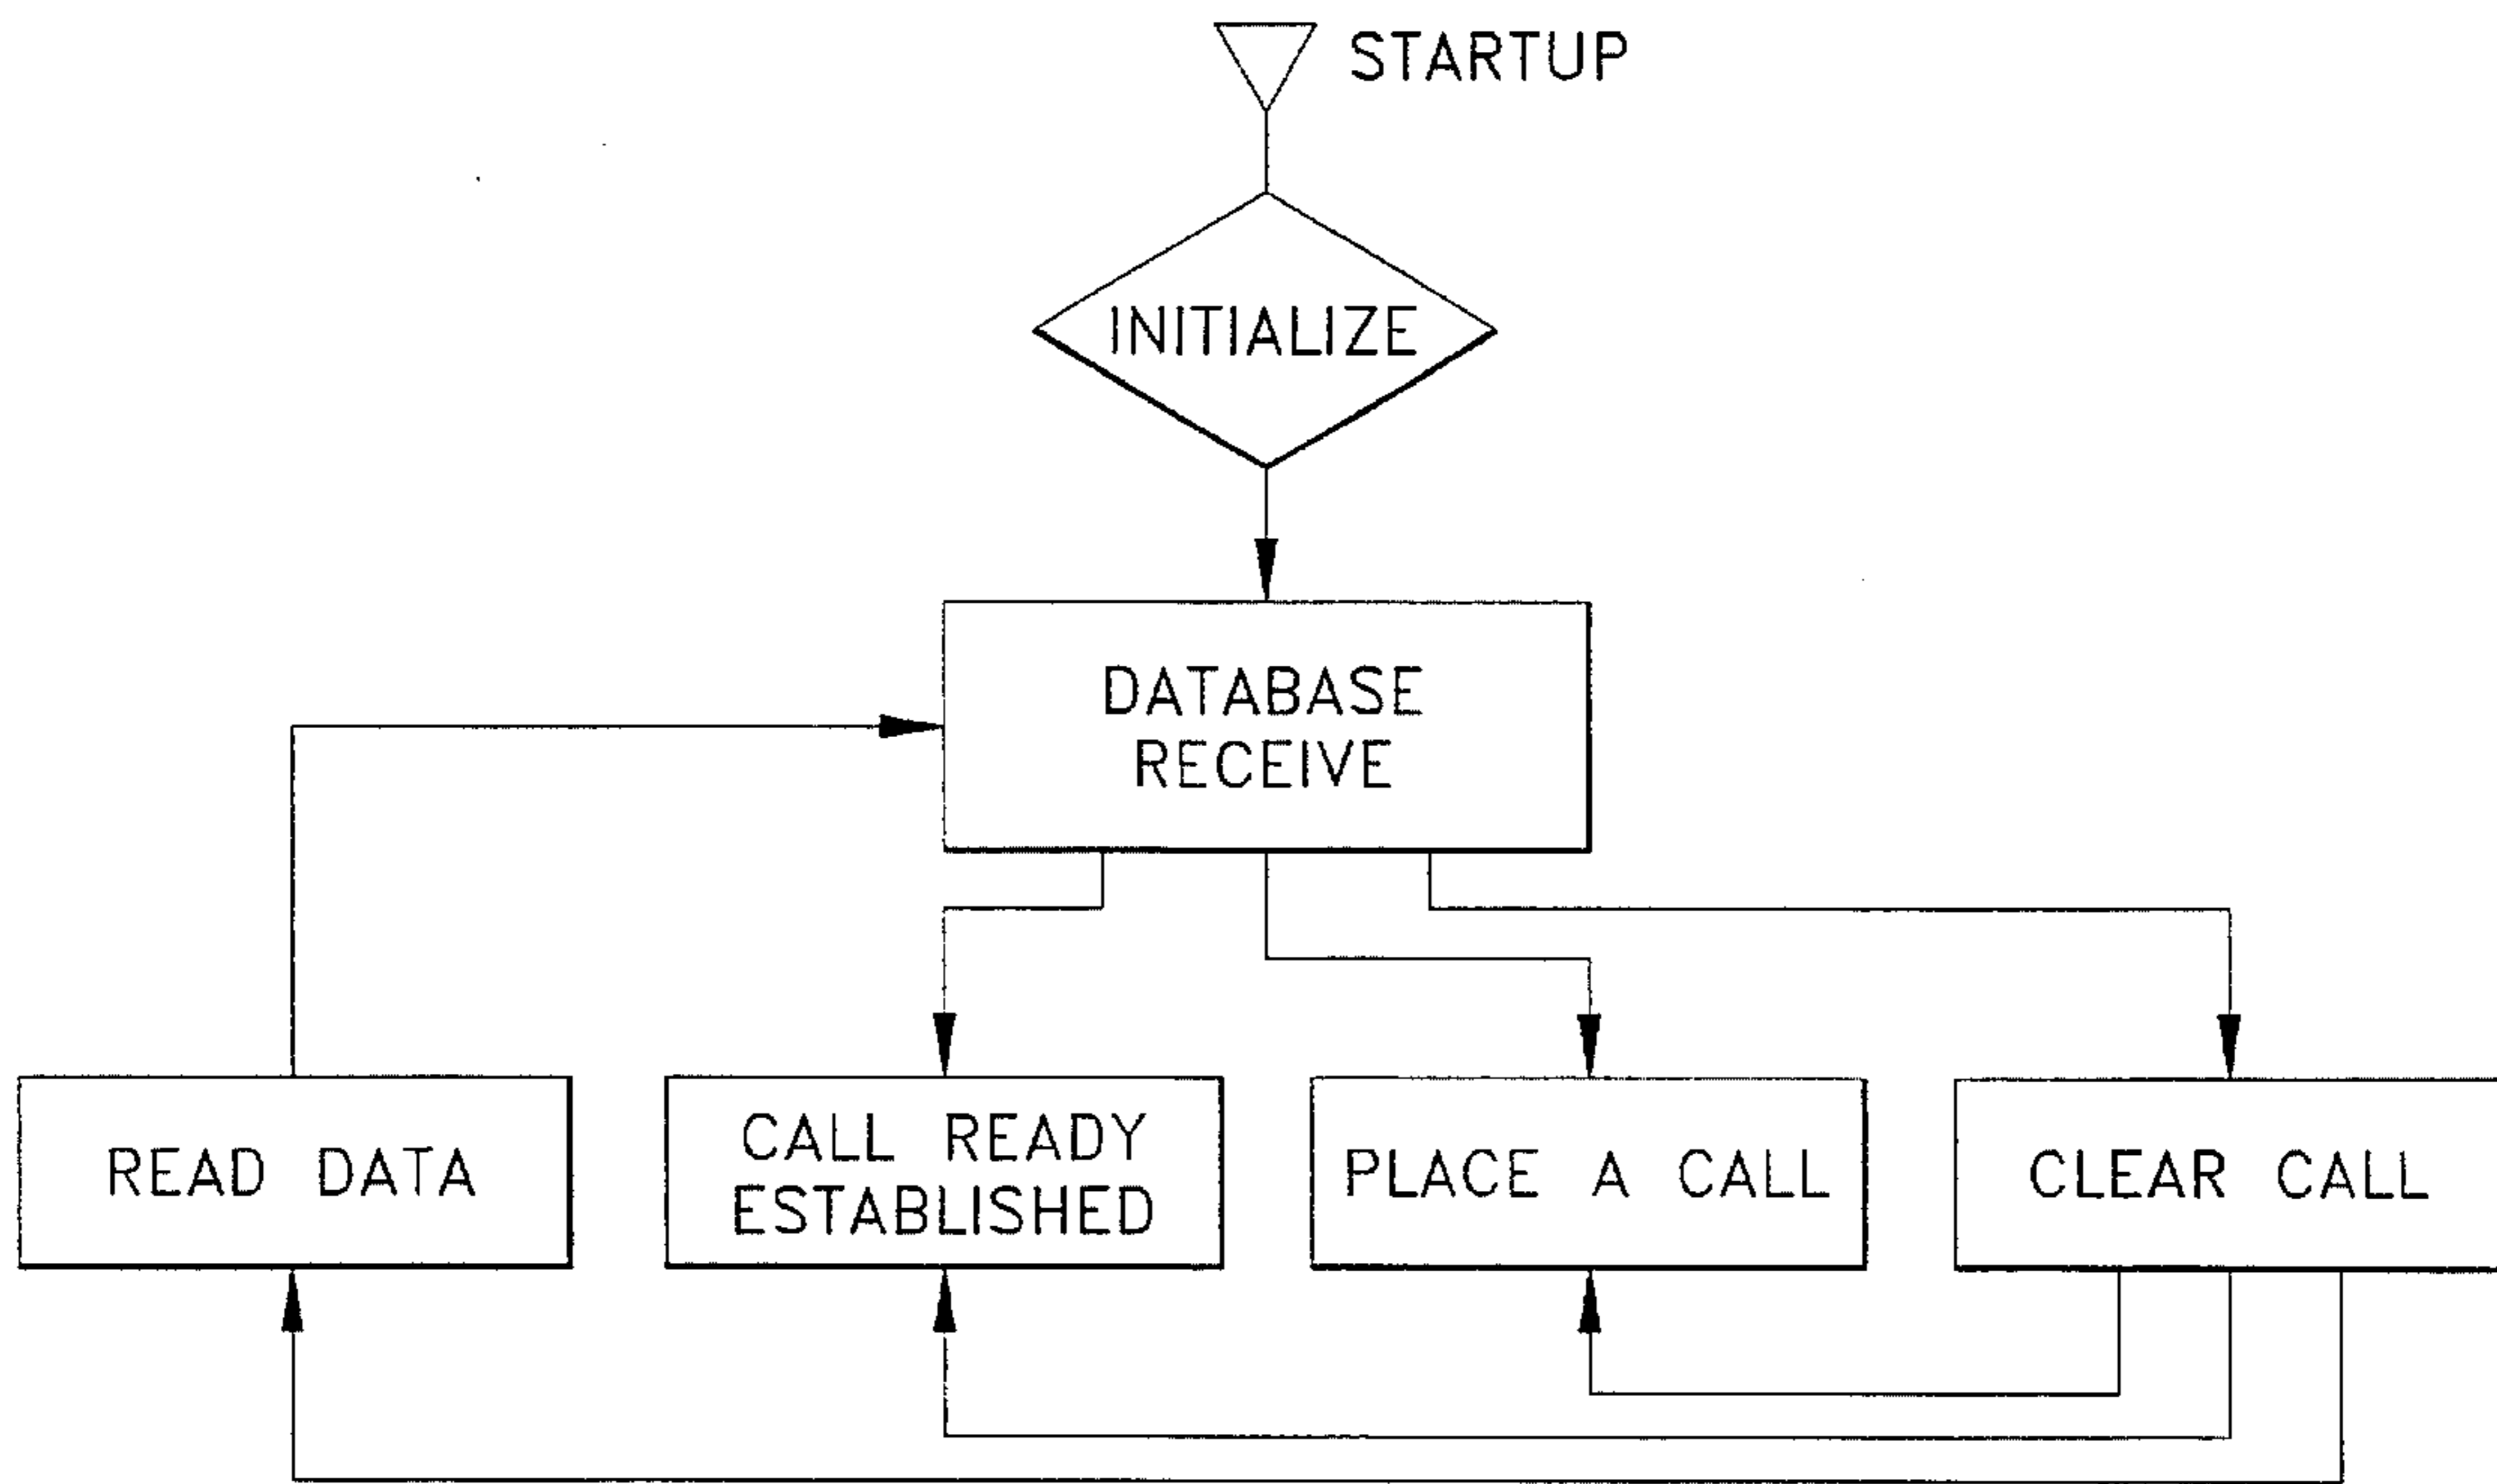 STARTUP
INITIALIZE
DATABASE
RECEIVE
READ DATA
CALL READY
ESTABLISHED
PLACE A CALL
CLEAR CALL